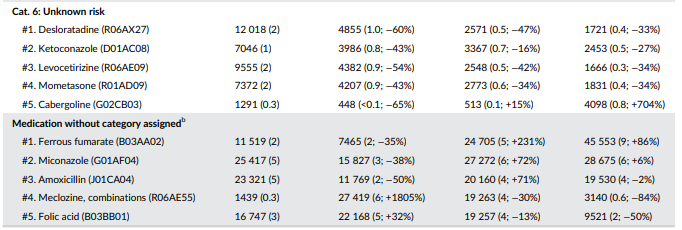 Cat. 6: Unknown risk
#1. Desloratadine (R06AX27) 12 018 (2) 4855 (1.0; −60%) 2571 (0.5; −47%) 1721 (0.4; −33%)
#2. Ketoconazole (D01AC08) 7046 (1) 3986 (0.8; −43%) 3367 (0.7; −16%) 2453 (0.5; −27%)
#3. Levocetirizine (R06AE09) 9555 (2) 4382 (0.9; −54%) 2548 (0.5; −42%) 1666 (0.3; −34%)
#4. Mometasone (R01AD09) 7372 (2) 4207 (0.9; −43%) 2773 (0.6; −34%) 1831 (0.4; −34%)
#5. Cabergoline (G02CB03) 1291 (0.3) 448 (<0.1; −65%) 513 (0.1; +15%) 4098 (0.8; +704%)
Medication without category assignedᵇ
#1. Ferrous fumarate (B03AA02) 11 519 (2) 7465 (2; −35%) 24 705 (5; +231%) 45 553 (9; +86%)
#2. Miconazole (G01AF04) 25 417 (5) 15 827 (3; −38%) 27 272 (6; +72%) 28 675 (6; +6%)
#3. Amoxicillin (J01CA04) 23 321 (5) 11 769 (2; −50%) 20 160 (4; +71%) 19 530 (4; −2%)
#4. Meclozine, combinations (R06AE55) 1439 (0.3) 27 419 (6; +1805%) 19 263 (4; −30%) 3140 (0.6; −84%)
#5. Folic acid (B03BB01) 16 747 (3) 22 168 (5; +32%) 19 257 (4; −13%) 9521 (2; −50%)